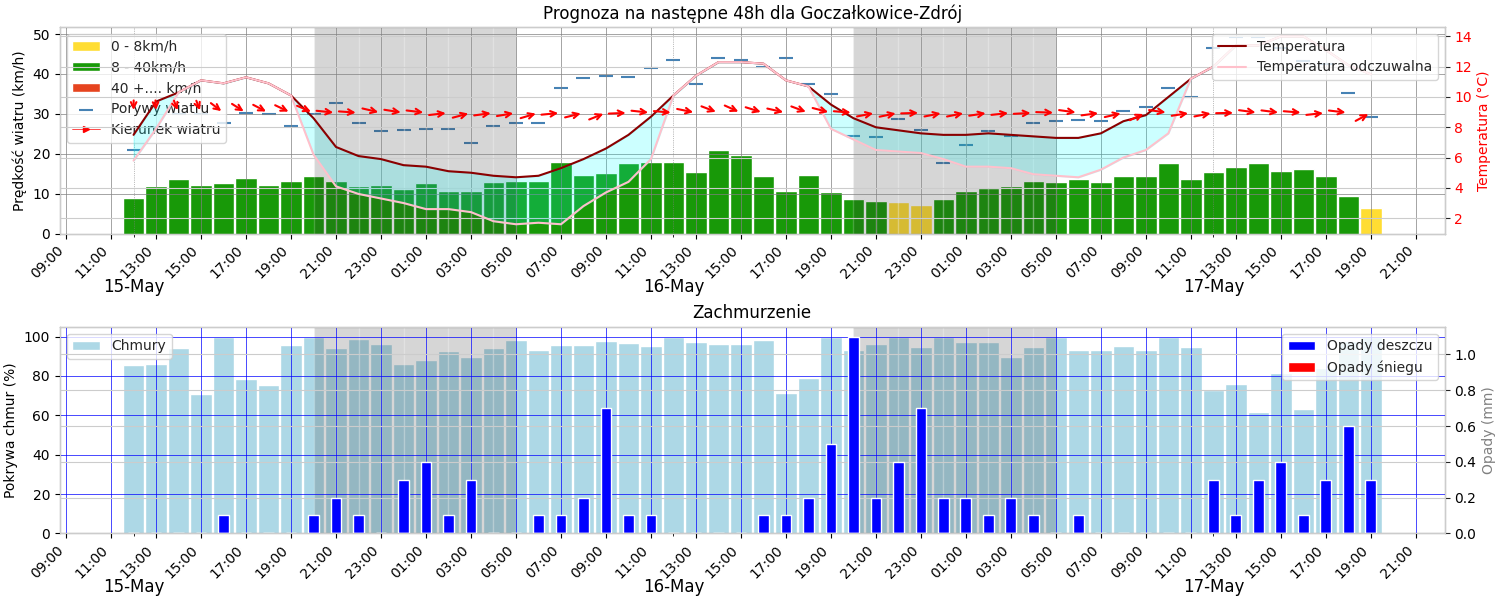 Prognoza na następne 48h dla Goczałkowice-Zdrój
Prędkość wiatru (km/h)
50
40
30
20
10
0
0 - 8km/h
8 - 40km/h
40 +.... km/h
Porywy wiatru
Kierunek wiatru
Temperatura
Temperatura odczuwalna
14
12
10
8
6
4
2
Temperatura (°C)
09:00 11:00 13:00 15:00 17:00 19:00 21:00 23:00 01:00 03:00 05:00 07:00 09:00 11:00 13:00 15:00 17:00 19:00 21:00 23:00 01:00 03:00 05:00 07:00 09:00 11:00 13:00 15:00 17:00 19:00 21:00
15-May 16-May 17-May
Zachmurzenie
Pokrywa chmur (%)
100
80
60
40
20
0
Chmury
Opady deszczu
Opady śniegu
1.0
0.8
0.6
0.4
0.2
0.0
Opady (mm)
09:00 11:00 13:00 15:00 17:00 19:00 21:00 23:00 01:00 03:00 05:00 07:00 09:00 11:00 13:00 15:00 17:00 19:00 21:00 23:00 01:00 03:00 05:00 07:00 09:00 11:00 13:00 15:00 17:00 19:00 21:00
15-May 16-May 17-May